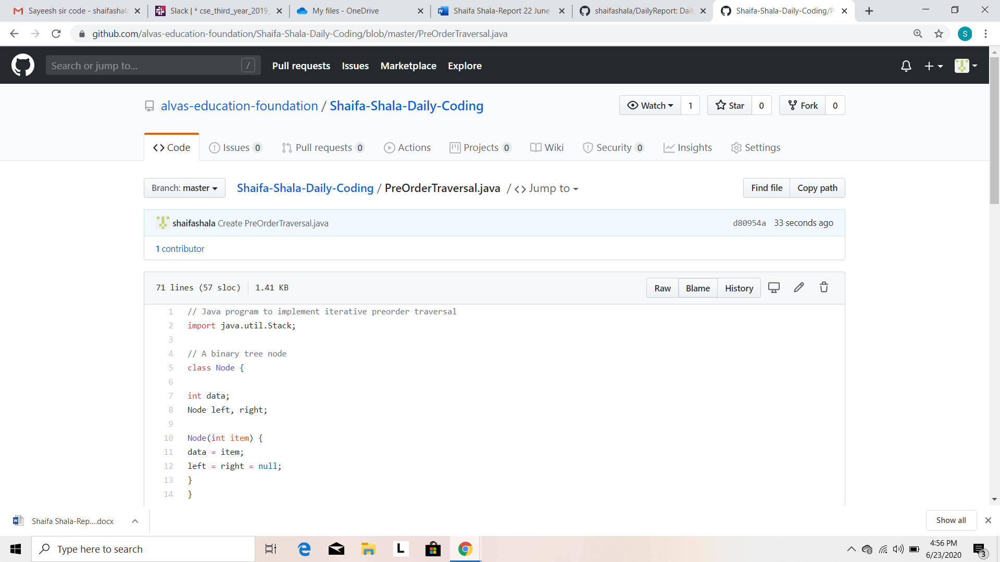 Sayeesh sir code - shaifashala
Slack | * cse_third_year_2019_
My files - OneDrive
Shaifa Shala-Report 22 June
shaifashala/DailyReport: Daily
Shaifa-Shala-Daily-Coding/P
github.com/alvas-education-foundation/Shaifa-Shala-Daily-Coding/blob/master/PreOrderTraversal.java
S
Search or jump to... /
Pull requests Issues Marketplace Explore
alvas-education-foundation / Shaifa-Shala-Daily-Coding
Watch 1 Star 0 Fork 0
Code Issues 0 Pull requests 0 Actions Projects 0 Wiki Security 0 Insights Settings
Branch: master Shaifa-Shala-Daily-Coding / PreOrderTraversal.java / <> Jump to
Find file Copy path
shaifashala Create PreOrderTraversal.java d80954a 33 seconds ago
1 contributor
71 lines (57 sloc) 1.41 KB Raw Blame History
1 // Java program to implement iterative preorder traversal
2 import java.util.Stack;
3
4 // A binary tree node
5 class Node {
6
7 int data;
8 Node left, right;
9
10 Node(int item) {
11 data = item;
12 left = right = null;
13 }
14 }
Shaifa Shala-Rep....docx Show all
Type here to search
L
4:56 PM
6/23/2020
3